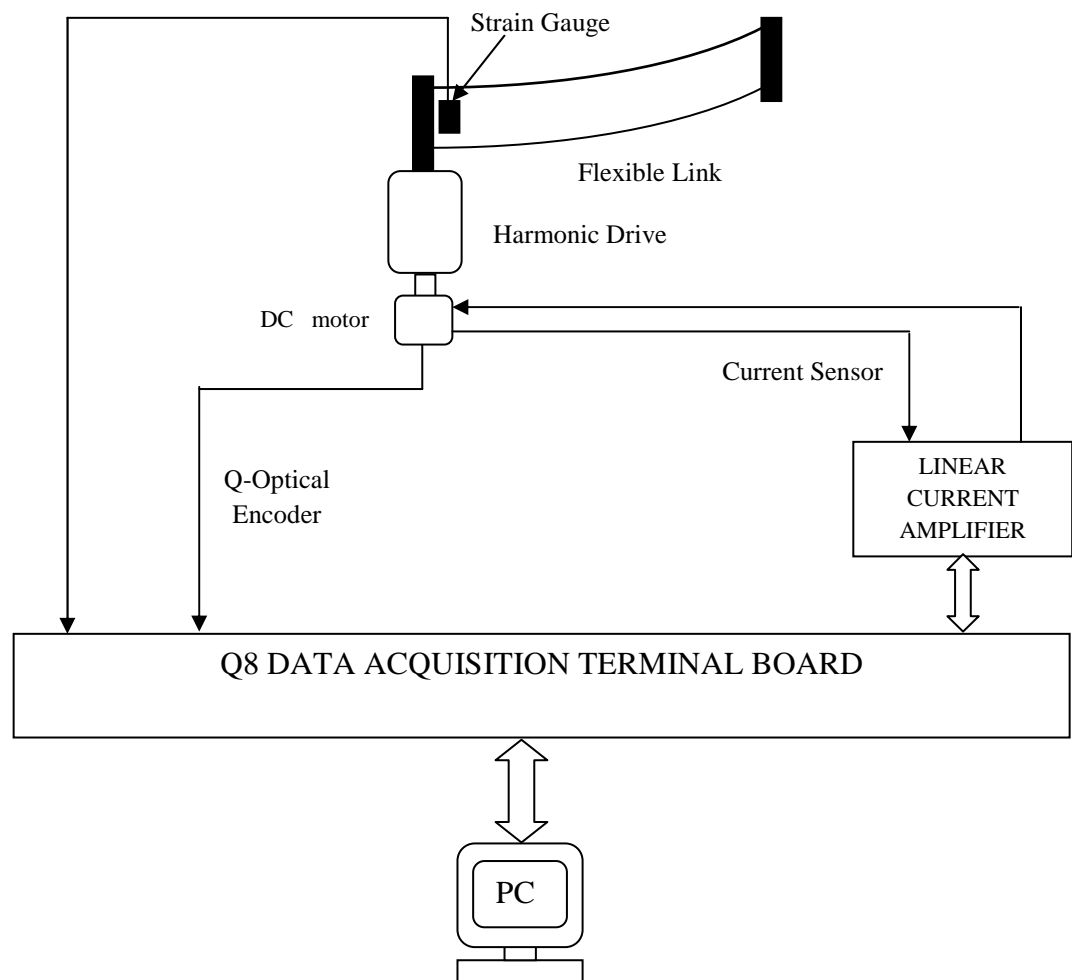 Strain Gauge
Flexible Link
Harmonic Drive
DC motor
Current Sensor
LINEAR
CURRENT
AMPLIFIER
Q-Optical
Encoder
Q8 DATA ACQUISITION TERMINAL BOARD
PC